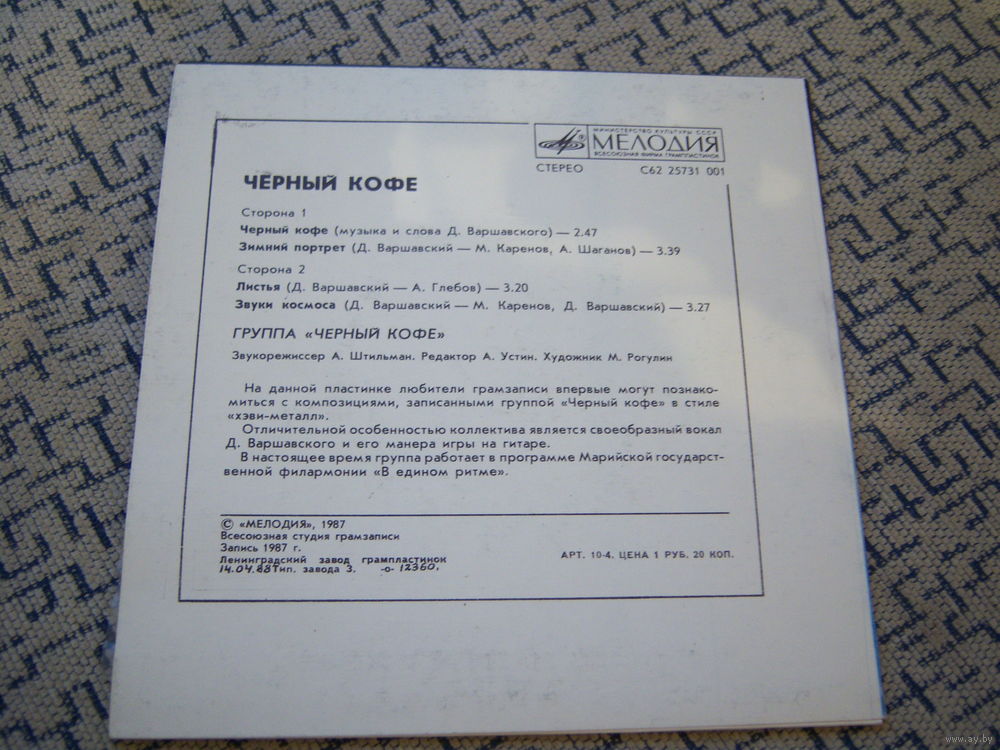 МИНИСТЕРСТВО КУЛЬТУРЫ СССР
МЕЛОДИЯ
ВСЕСОЮЗНАЯ ФИРМА ГРАМПЛАСТИНОК
СТЕРЕО С62 25731 001
ЧЕРНЫЙ КОФЕ
Сторона 1
Черный кофе (музыка и слова Д. Варшавского) — 2.47
Зимний портрет (Д. Варшавский — М. Каренов, А. Шаганов) — 3.39
Сторона 2
Листья (Д. Варшавский — А. Глебов) — 3.20
Звуки космоса (Д. Варшавский — М. Каренов, Д. Варшавский) — 3.27
ГРУППА «ЧЕРНЫЙ КОФЕ»
Звукорежиссер А. Штильман. Редактор А. Устин. Художник М. Рогулин
На данной пластинке любители грамзаписи впервые могут познако-
миться с композициями, записанными группой «Черный кофе» в стиле
«хэви-металл».
Отличительной особенностью коллектива является своеобразный вокал
Д. Варшавского и его манера игры на гитаре.
В настоящее время группа работает в программе Марийской государст-
венной филармонии «В едином ритме».
© «МЕЛОДИЯ», 1987
Всесоюзная студия грамзаписи
Запись 1987 г.
Ленинградский завод грампластинок
14.04.88 Тип. завода З. -о- 12360.
АРТ. 10-4. ЦЕНА 1 РУБ. 20 КОП.
www.ay.by